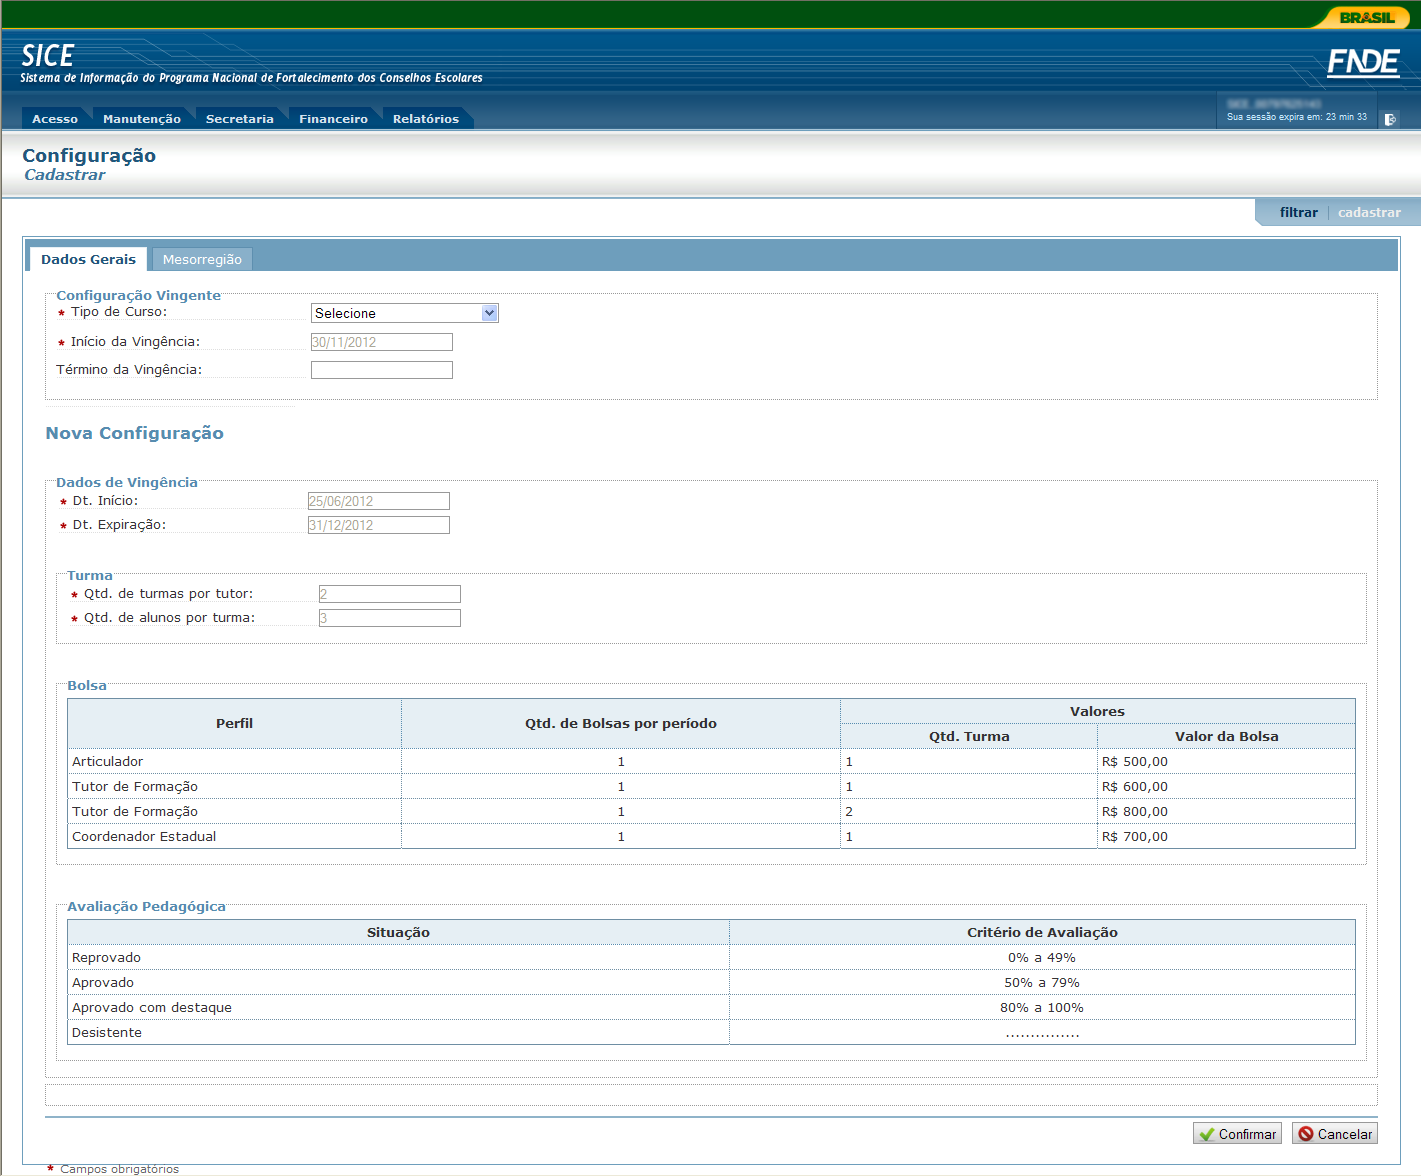 BRASIL
SICE
Sistema de Informação do Programa Nacional de Fortalecimento dos Conselhos Escolares
FNDE
Acesso Manutenção Secretaria Financeiro Relatórios
Sua sessão expira em: 23 min 33
Configuração
Cadastrar
filtrar | cadastrar
Dados Gerais Mesorregião
Configuração Vingente
* Tipo de Curso: Selecione
* Início da Vingência: 30/11/2012
Término da Vingência:
Nova Configuração
Dados de Vingência
* Dt. Início: 25/06/2012
* Dt. Expiração: 31/12/2012
Turma
* Qtd. de turmas por tutor: 2
* Qtd. de alunos por turma: 3
Bolsa
Perfil Qtd. de Bolsas por período Valores
Qtd. Turma Valor da Bolsa
Articulador 1 1 R$ 500,00
Tutor de Formação 1 1 R$ 600,00
Tutor de Formação 1 2 R$ 800,00
Coordenador Estadual 1 1 R$ 700,00
Avaliação Pedagógica
Situação Critério de Avaliação
Reprovado 0% a 49%
Aprovado 50% a 79%
Aprovado com destaque 80% a 100%
Desistente ...............
Confirmar Cancelar
* Campos obrigatórios